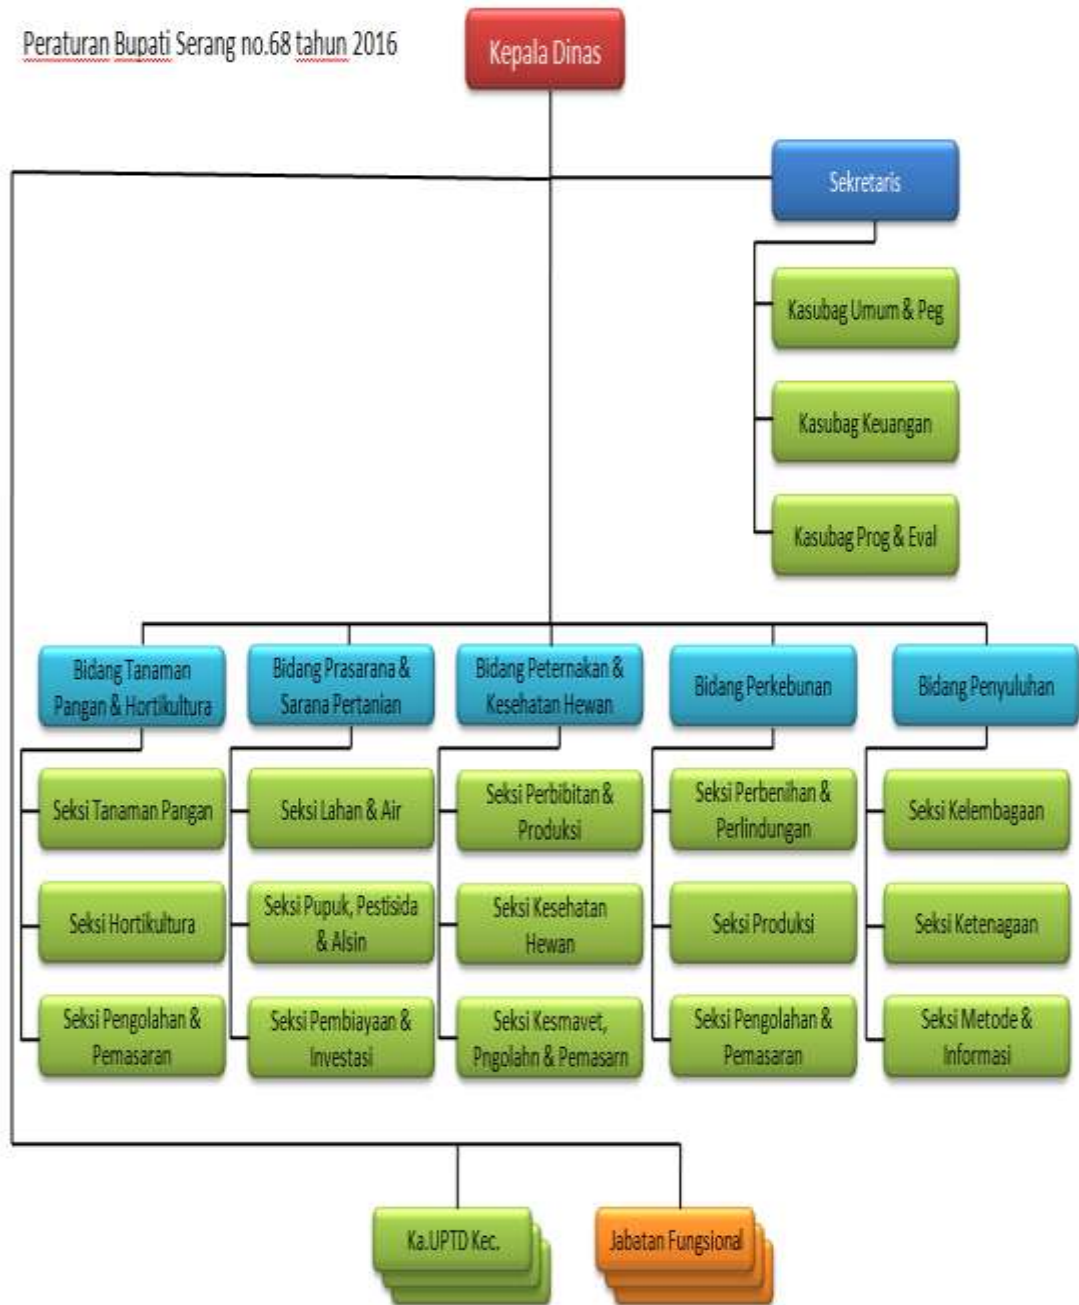 Peraturan Bupati Serang no.68 tahun 2016
Kepala Dinas
Sekretaris
Kasubag Umum & Peg
Kasubag Keuangan
Kasubag Prog & Eval
Bidang Tanaman
Pangan & Hortikultura
Bidang Prasarana &
Sarana Pertanian
Bidang Peternakan &
Kesehatan Hewan
Bidang Perkebunan
Bidang Penyuluhan
Seksi Tanaman Pangan
Seksi Lahan & Air
Seksi Perbibitan &
Produksi
Seksi Perbenihan &
Perlindungan
Seksi Kelembagaan
Seksi Hortikultura
Seksi Pupuk, Pestisida
& Alsin
Seksi Kesehatan
Hewan
Seksi Produksi
Seksi Ketenagaan
Seksi Pengolahan &
Pemasaran
Seksi Pembiayaan &
Investasi
Seksi Kesmavet,
Pngolahn & Pemasarn
Seksi Pengolahan &
Pemasaran
Seksi Metode &
Informasi
Ka.UPTD Kec.
Jabatan Fungsional